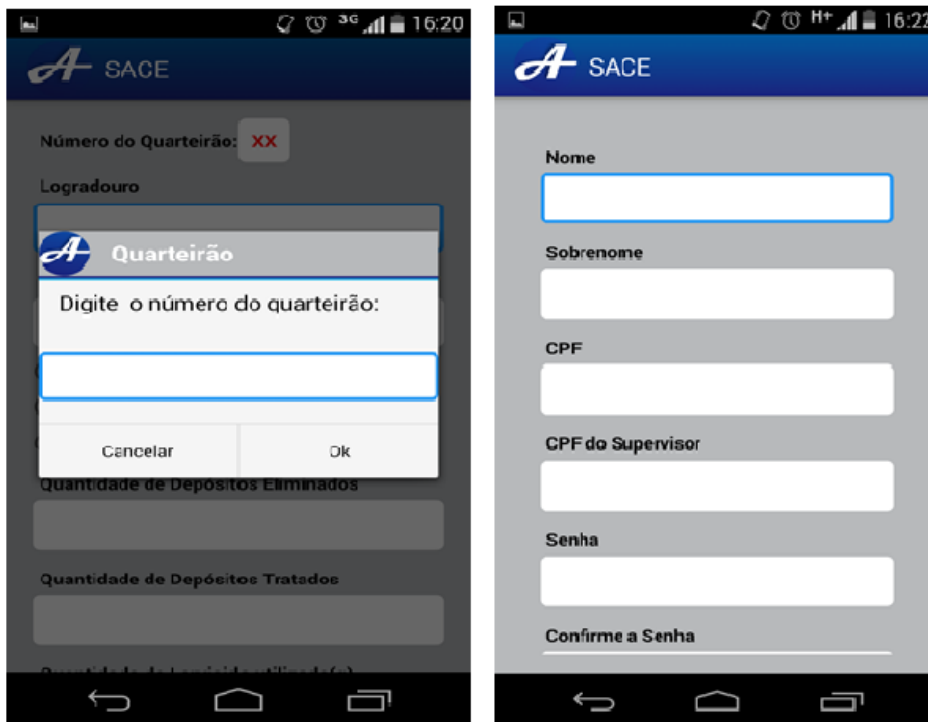 3G 16:20
SACE
Número do Quarteirão: XX
Logradouro
Quarteirão
Digite o número do quarteirão:
Cancelar Ok
Quantidade de Depósitos Eliminados
Quantidade de Depósitos Tratados
H+ 16:22
SACE
Nome
Sobrenome
CPF
CPF do Supervisor
Senha
Confirme a Senha